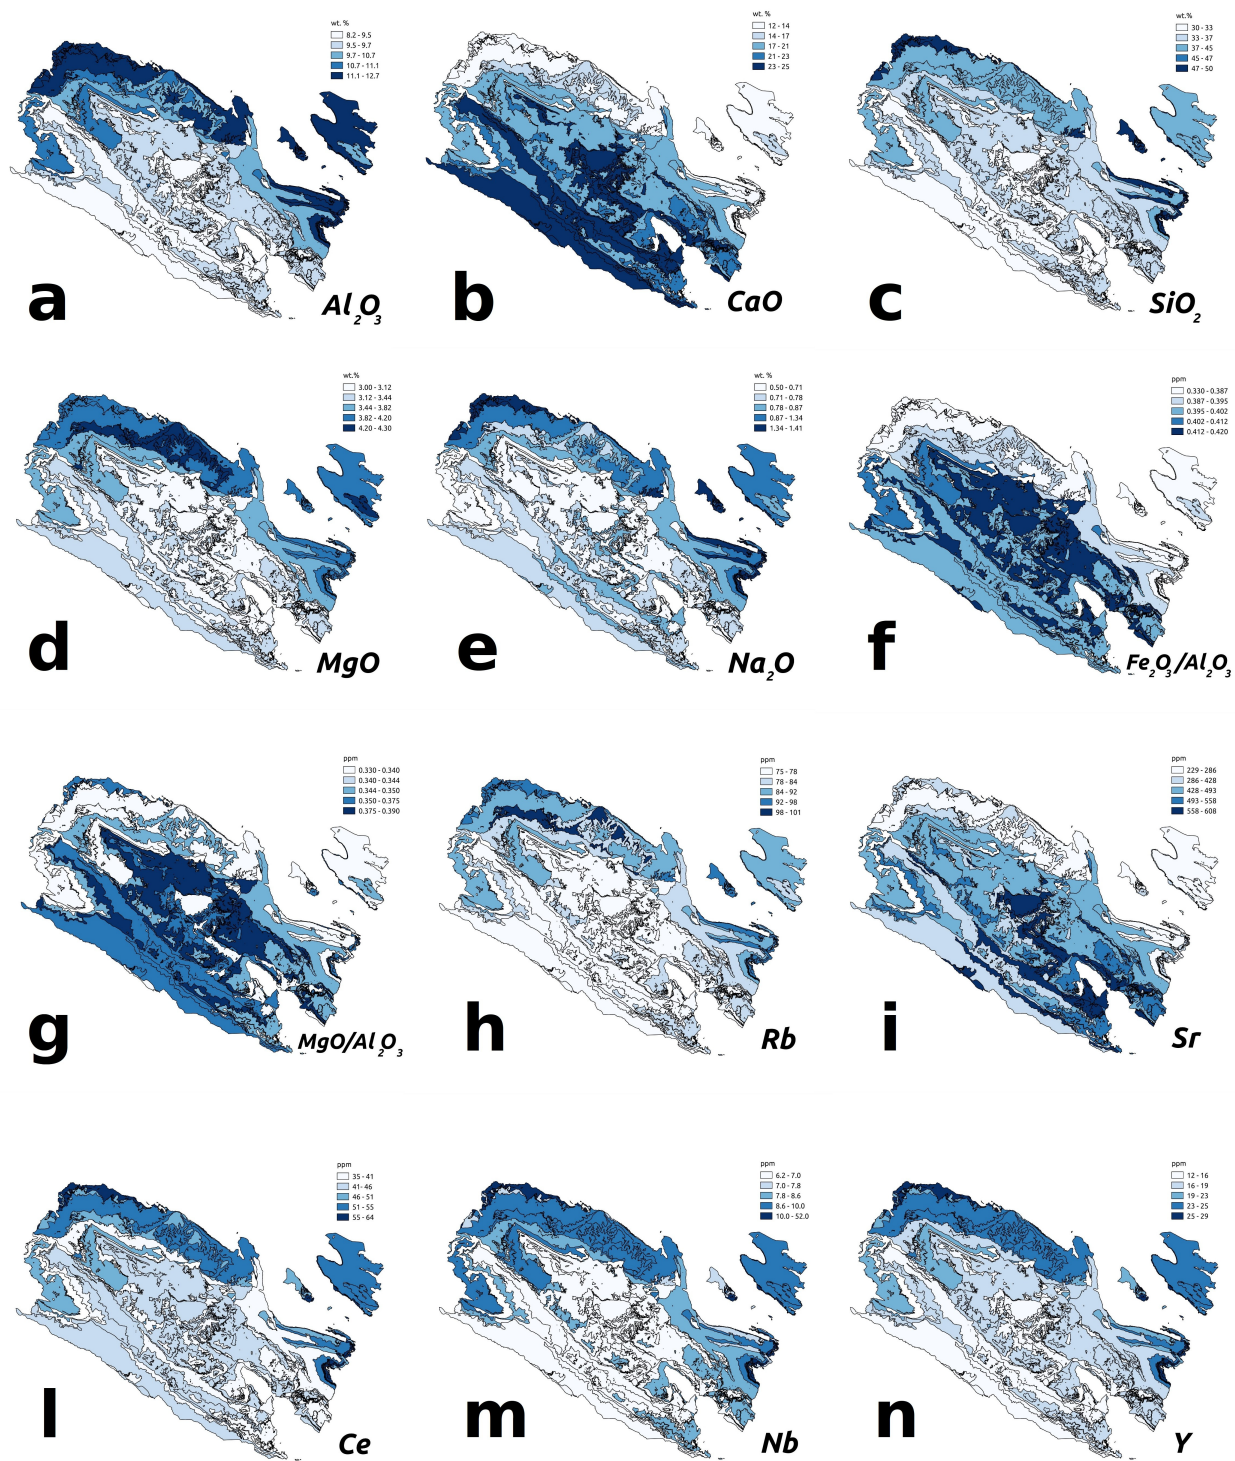 wt. %
8.2 - 9.5
9.5 - 9.7
9.7 - 10.7
10.7 - 11.1
11.1 - 12.7
a
Al2O3
wt. %
12 - 14
14 - 17
17 - 21
21 - 23
23 - 25
b
CaO
wt.%
30 - 33
33 - 37
37 - 45
45 - 47
47 - 50
c
SiO2
wt.%
3.00 - 3.12
3.12 - 3.44
3.44 - 3.82
3.82 - 4.20
4.20 - 4.30
d
MgO
wt. %
0.50 - 0.71
0.71 - 0.78
0.78 - 0.87
0.87 - 1.34
1.34 - 1.41
e
Na2O
ppm
0.330 - 0.387
0.387 - 0.395
0.395 - 0.402
0.402 - 0.412
0.412 - 0.420
f
Fe2O3/Al2O3
ppm
0.330 - 0.340
0.340 - 0.344
0.344 - 0.350
0.350 - 0.375
0.375 - 0.390
g
MgO/Al2O3
ppm
75 - 78
78 - 84
84 - 92
92 - 98
98 - 101
h
Rb
ppm
229 - 286
286 - 428
428 - 493
493 - 558
558 - 608
i
Sr
ppm
35 - 41
41 - 46
46 - 51
51 - 55
55 - 64
l
Ce
ppm
6.2 - 7.0
7.0 - 7.8
7.8 - 8.6
8.6 - 10.0
10.0 - 52.0
m
Nb
ppm
12 - 16
16 - 19
19 - 23
23 - 25
25 - 29
n
Y